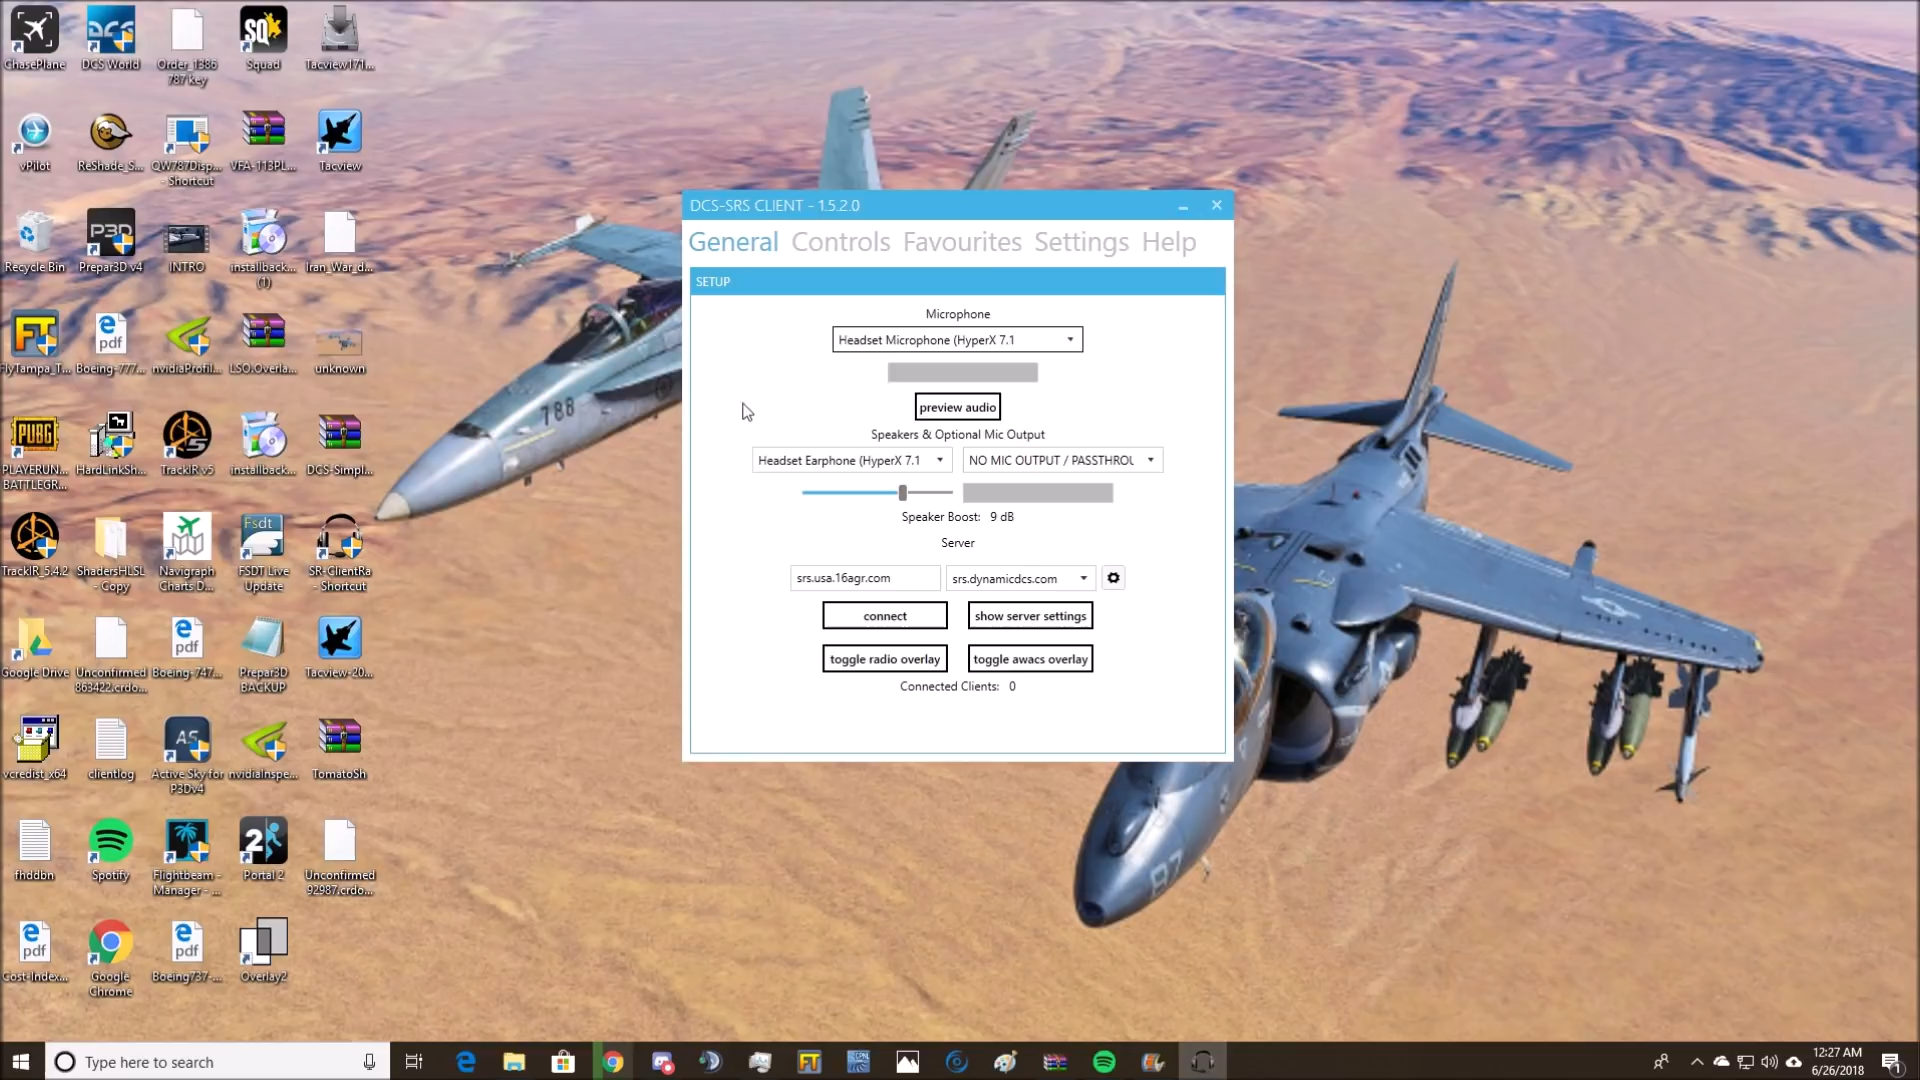 ChasePlane
DCS World
Order_1386
787 key
Squad
Tacview171...
vPilot
ReShade_S...
QW787Disp...
- Shortcut
VFA-113PL...
Tacview
Recycle Bin
Prepar3D v4
INTRO
installback...
(1)
Iran_War_d...
FlyTampa_T...
Boeing-777...
nvidiaProfil...
LSO.Overla...
unknown
PLAYERUN...
BATTLEGR...
HardLinkSh...
TrackIR v5
installback...
DCS-Simpl...
TrackIR_5.4.2
ShadersHLSL
- Copy
Navigraph
Charts D...
FSDT Live
Update
SR-ClientRa
- Shortcut
Google Drive
Unconfirmed
863422.crdo...
Boeing-747...
Prepar3D
BACKUP
Tacview-20...
vcredist_x64
clientlog
Active Sky for
P3Dv4
nvidiaInspe...
TomatoSh
fhddbn
Spotify
Flightbeam -
Manager - ...
Portal 2
Unconfirmed
92987.crdo...
Cost-Index...
Google
Chrome
Boeing737-...
Overlay2
DCS-SRS CLIENT - 1.5.2.0
General Controls Favourites Settings Help
SETUP
Microphone
Headset Microphone (HyperX 7.1
preview audio
Speakers & Optional Mic Output
Headset Earphone (HyperX 7.1
NO MIC OUTPUT / PASSTHROU
Speaker Boost: 9 dB
Server
srs.usa.16agr.com
srs.dynamicdcs.com
connect
show server settings
toggle radio overlay
toggle awacs overlay
Connected Clients: 0
788
87
Type here to search
12:27 AM
6/26/2018
1